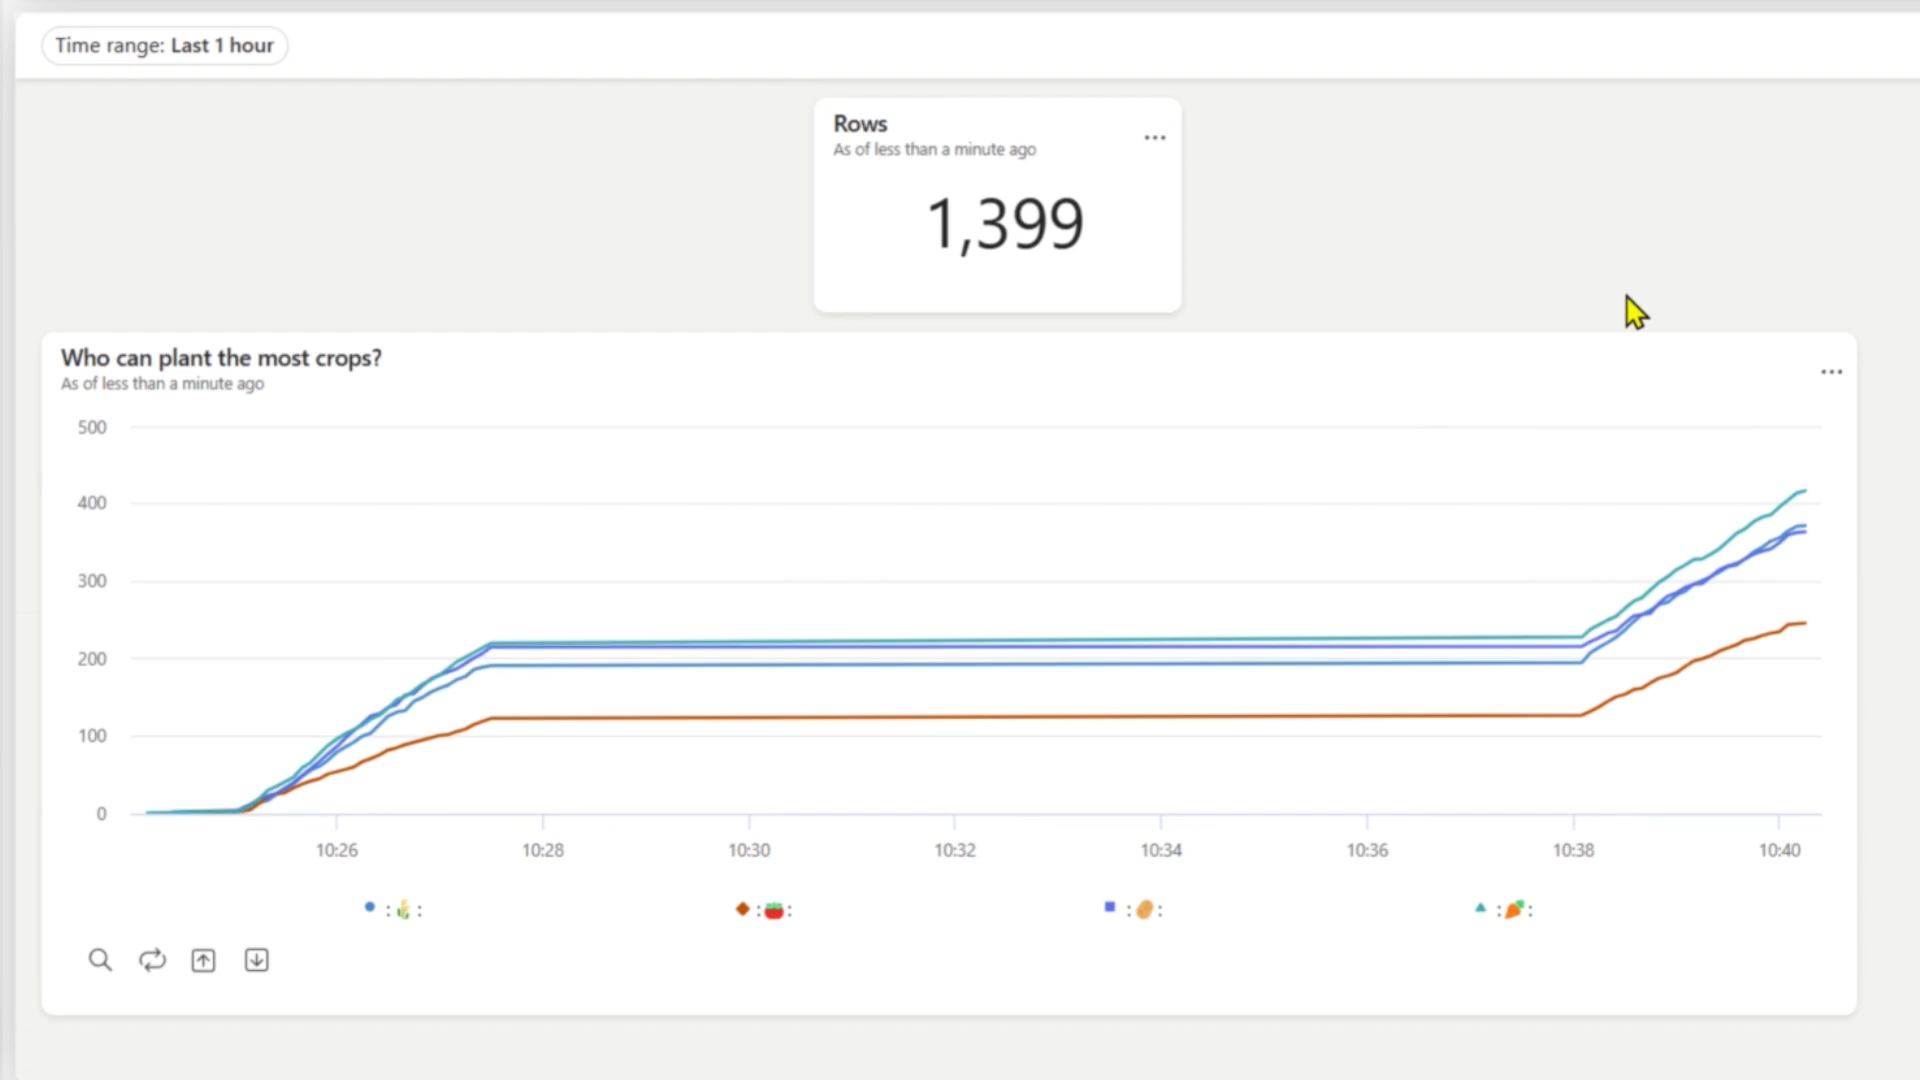 Time range: Last 1 hour
Rows
As of less than a minute ago
1,399
Who can plant the most crops?
As of less than a minute ago
500
400
300
200
100
0
10:26 10:28 10:30 10:32 10:34 10:36 10:38 10:40
:🌽: :🍅: :🥔: :🥕: